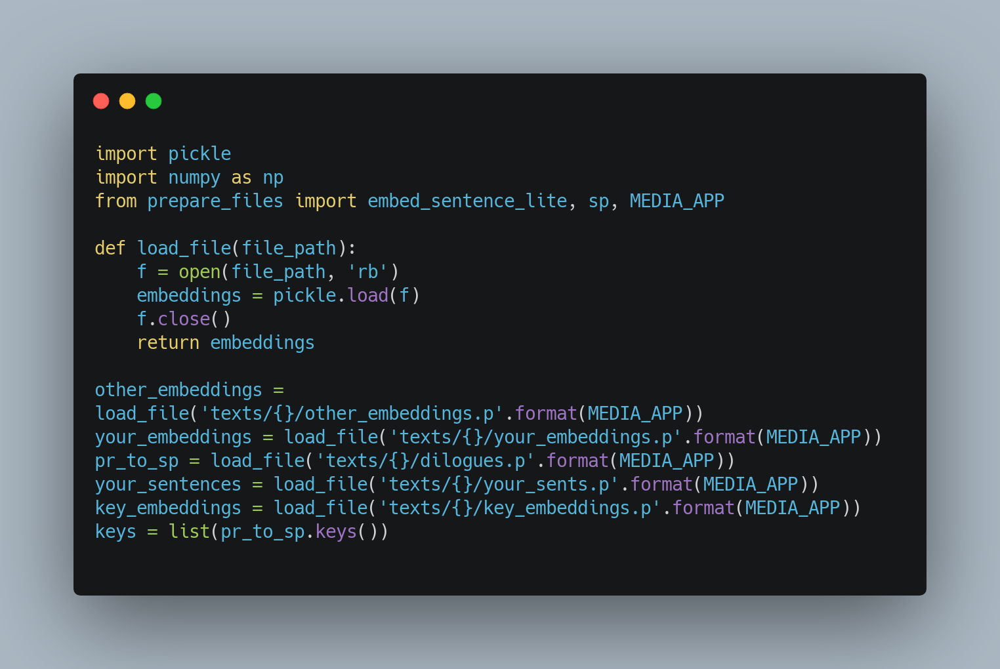 import pickle
import numpy as np
from prepare_files import embed_sentence_lite, sp, MEDIA_APP

def load_file(file_path):
    f = open(file_path, 'rb')
    embeddings = pickle.load(f)
    f.close()
    return embeddings

other_embeddings =
load_file('texts/{}/other_embeddings.p'.format(MEDIA_APP))
your_embeddings = load_file('texts/{}/your_embeddings.p'.format(MEDIA_APP))
pr_to_sp = load_file('texts/{}/dilogues.p'.format(MEDIA_APP))
your_sentences = load_file('texts/{}/your_sents.p'.format(MEDIA_APP))
key_embeddings = load_file('texts/{}/key_embeddings.p'.format(MEDIA_APP))
keys = list(pr_to_sp.keys())